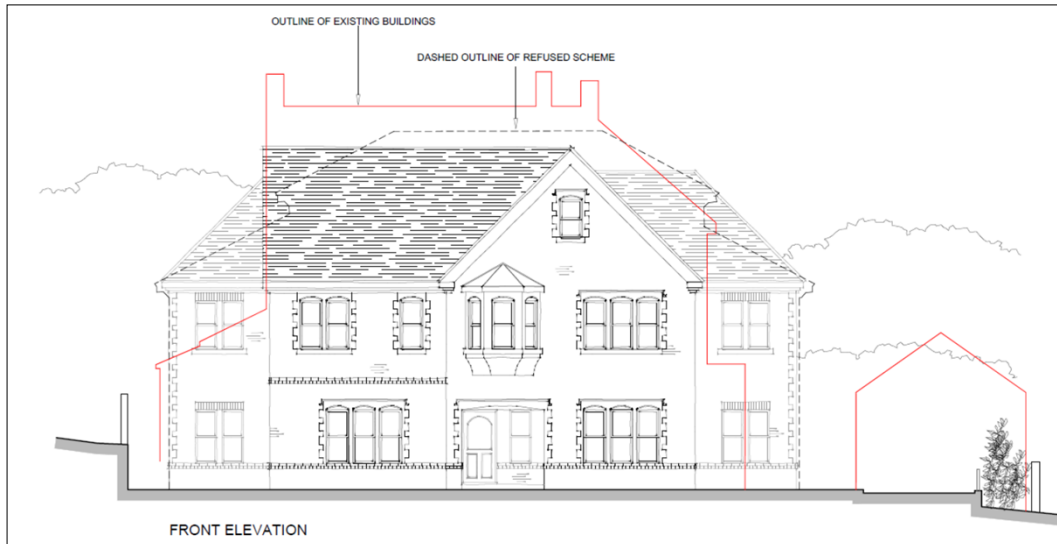 OUTLINE OF EXISTING BUILDINGS
DASHED OUTLINE OF REFUSED SCHEME
FRONT ELEVATION